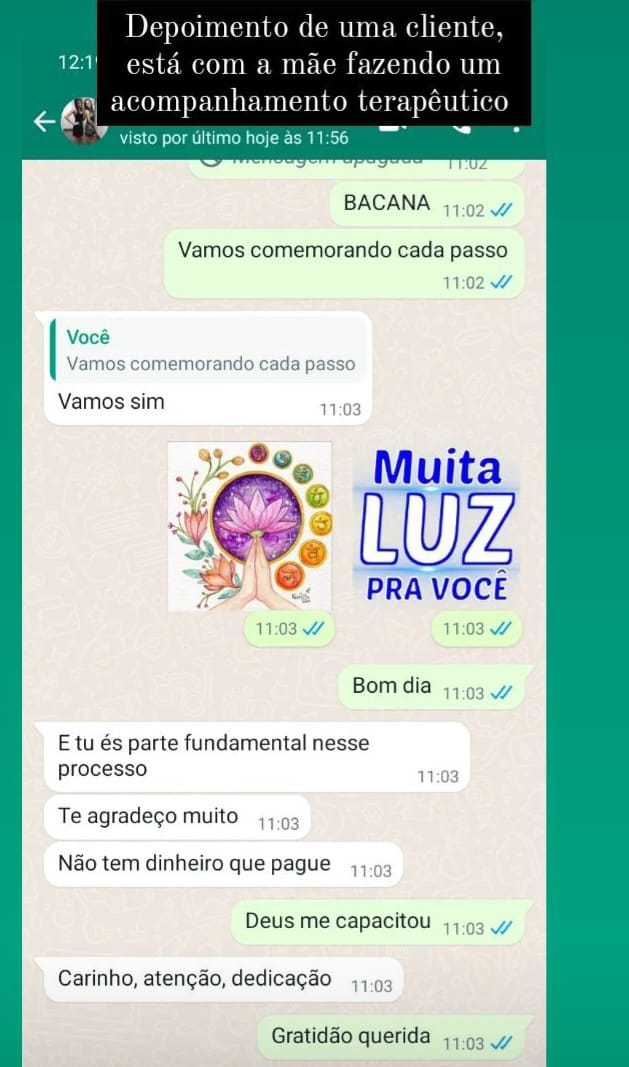 Depoimento de uma cliente,
está com a mãe fazendo um
acompanhamento terapêutico
12:1
visto por último hoje às 11:56
Mensagem apagada 11:02
BACANA 11:02
Vamos comemorando cada passo
11:02
Você
Vamos comemorando cada passo
Vamos sim 11:03
Muita
LUZ
PRA VOCÊ
11:03 11:03
Bom dia 11:03
E tu és parte fundamental nesse
processo 11:03
Te agradeço muito 11:03
Não tem dinheiro que pague 11:03
Deus me capacitou 11:03
Carinho, atenção, dedicação 11:03
Gratidão querida 11:03